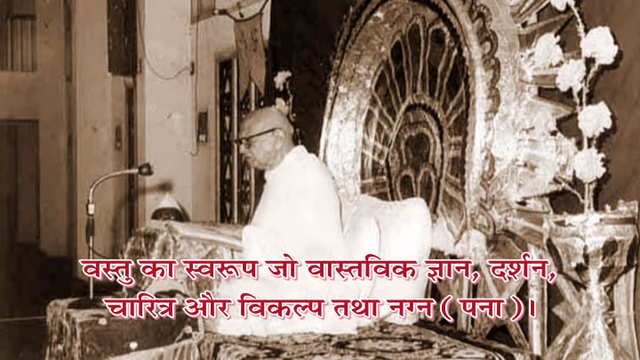 वस्तु का स्वरूप जो वास्तविक ज्ञान, दर्शन,
चारित्र और विकल्प तथा नग्न ( पना ) ।